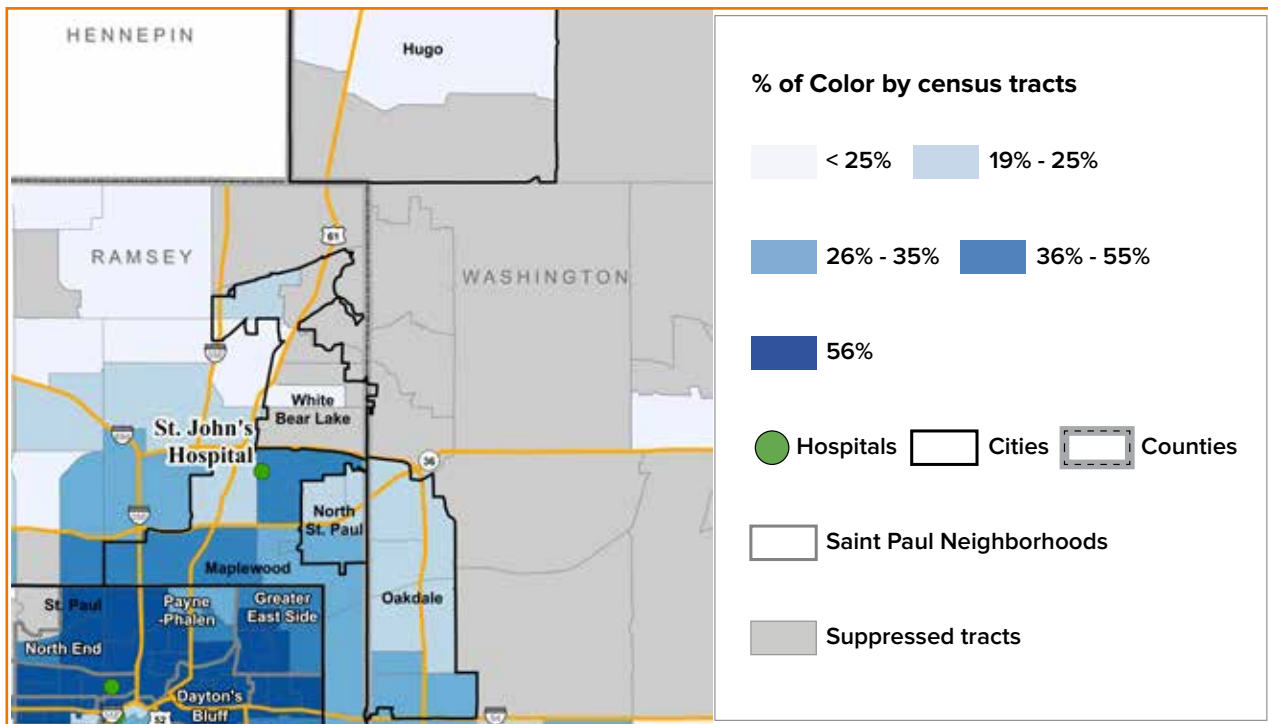 HENNEPIN
Hugo
61
RAMSEY
WASHINGTON
White
Bear Lake
St. John's
Hospital
36
North
St. Paul
Maplewood
Oakdale
St. Paul
Payne
-Phalen
Greater
East Side
North End
Dayton's
Bluff
52
% of Color by census tracts
< 25%
19% - 25%
26% - 35%
36% - 55%
56%
Hospitals
Cities
Counties
Saint Paul Neighborhoods
Suppressed tracts